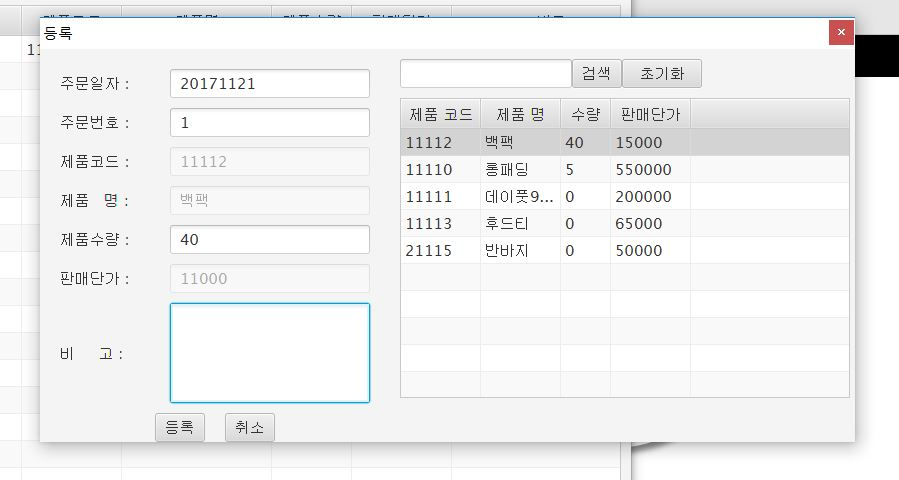 등록
주문일자 : 20171121
주문번호 : 1
제품코드 : 11112
제품 명 : 백팩
제품수량 : 40
판매단가 : 11000
비 고 :
등록 취소
검색 초기화
제품 코드 제품 명 수량 판매단가
11112 백팩 40 15000
11110 롱패딩 5 550000
11111 데이풋9... 0 200000
11113 후드티 0 65000
21115 반바지 0 50000